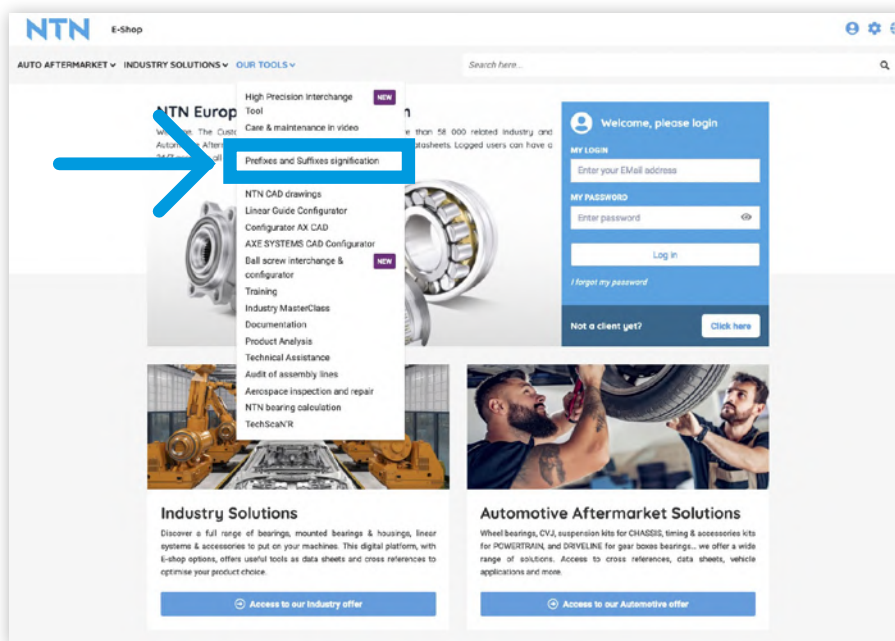 NTN E-Shop
AUTO AFTERMARKET INDUSTRY SOLUTIONS OUR TOOLS Search here...
High Precision Interchange Tool NEW
Care & maintenance in video
Prefixes and Suffixes signification
NTN CAD drawings
Linear Guide Configurator
Configurator AX CAD
AXE SYSTEMS CAD Configurator
Ball screw interchange & NEW
configurator
Training
Industry MasterClass
Documentation
Product Analysis
Technical Assistance
Audit of assembly lines
Aerospace inspection and repair
NTN bearing calculation
TechScaN'R
NTN Europ
than 58 000 related Industry and
atasheets. Logged users can have a
Welcome, please login
MY LOGIN
Enter your EMail address
MY PASSWORD
Enter password
Log in
I forgot my password
Not a client yet? Click here
Industry Solutions
Discover a full range of bearings, mounted bearings & housings, linear
systems & accessories to put on your machines. This digital platform, with
E-shop options, offers useful tools as data sheets and cross references to
optimise your product choice.
Access to our Industry offer
Automotive Aftermarket Solutions
Wheel bearings, CVJ, suspension kits for CHASSIS, timing & accessories kits
for POWERTRAIN, and DRIVELINE for gear boxes bearings... we offer a wide
range of solutions. Access to cross references, data sheets, vehicle
applications and more.
Access to our Automotive offer